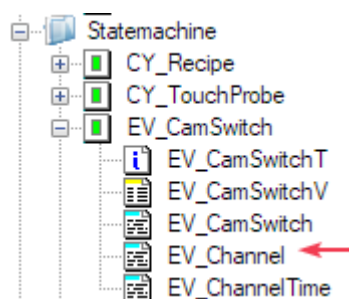 Statemachine
CY_Recipe
CY_TouchProbe
EV_CamSwitch
EV_CamSwitchT
EV_CamSwitchV
EV_CamSwitch
EV_Channel
EV_ChannelTime